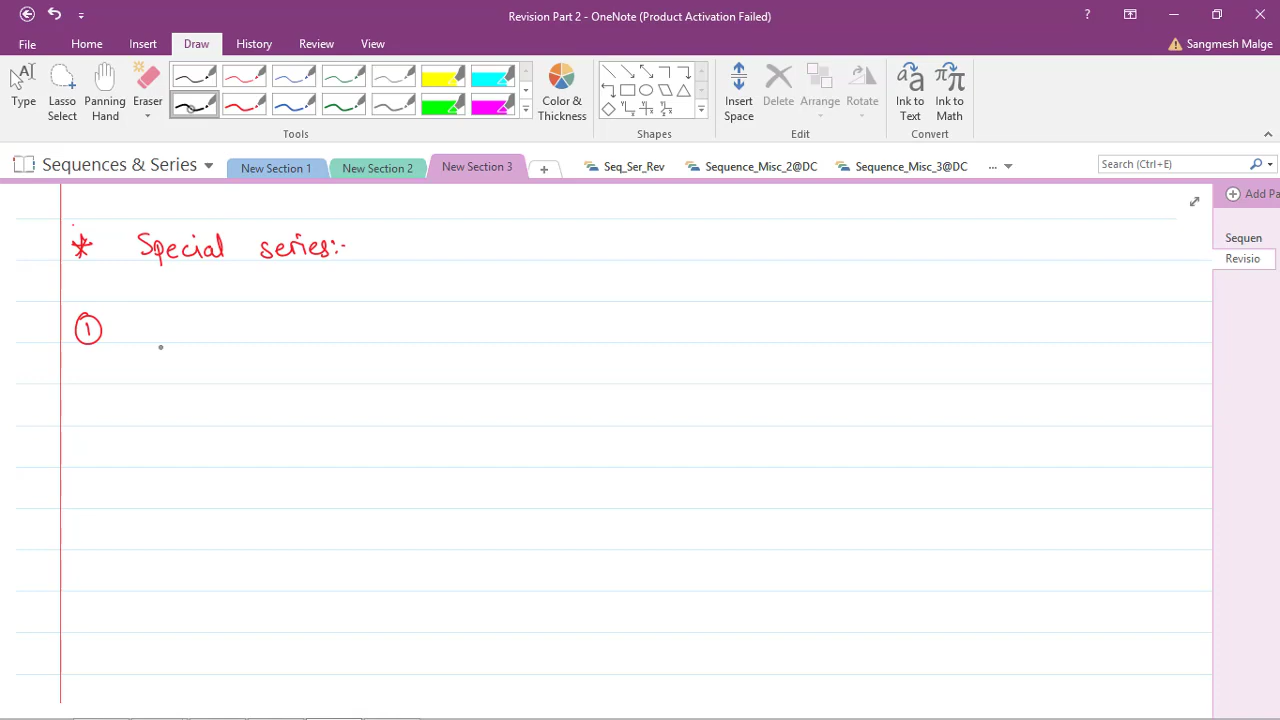 Revision Part 2 - OneNote (Product Activation Failed)
?
File Home Insert Draw History Review View Sangmesh Malge
Type
Lasso Select
Panning Hand
Eraser
Color & Thickness
Insert Space
Delete
Arrange
Rotate
Ink to Text
Ink to Math
Tools Shapes Edit Convert
Sequences & Series New Section 1 New Section 2 New Section 3 Seq_Ser_Rev Sequence_Misc_2@DC Sequence_Misc_3@DC ... Search (Ctrl+E)
Add Pa
Sequen
Revisio
* Special series:-
1